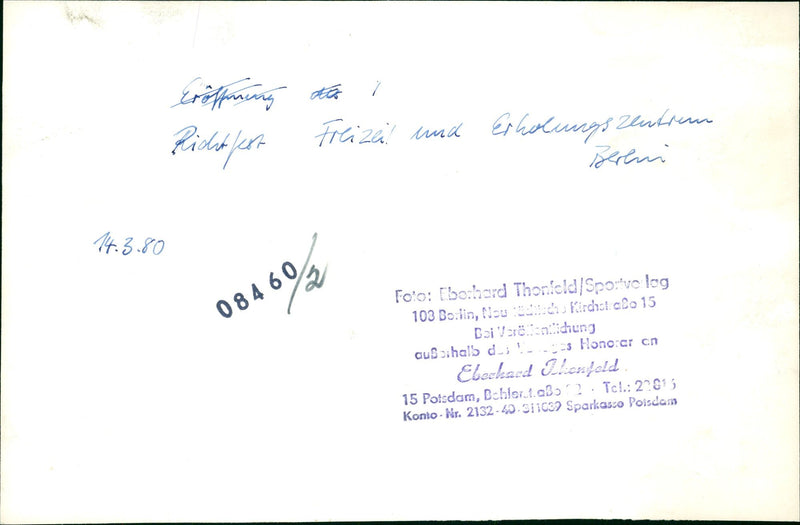 Eröffnung des
Richtfest Freizeit und Erholungszentrum
Berlin
14.3.80
08460/2
Foto: Eberhard Thonfeld/Sportverlag
108 Berlin, Neustädtische Kirchstraße 15
Bei Veröffentlichung
außerhalb des Verlages Honorar an
Eberhard Thonfeld
15 Potsdam, Tel.:
Konto-Nr. 2132-40-311039 Sparkasse Potsdam